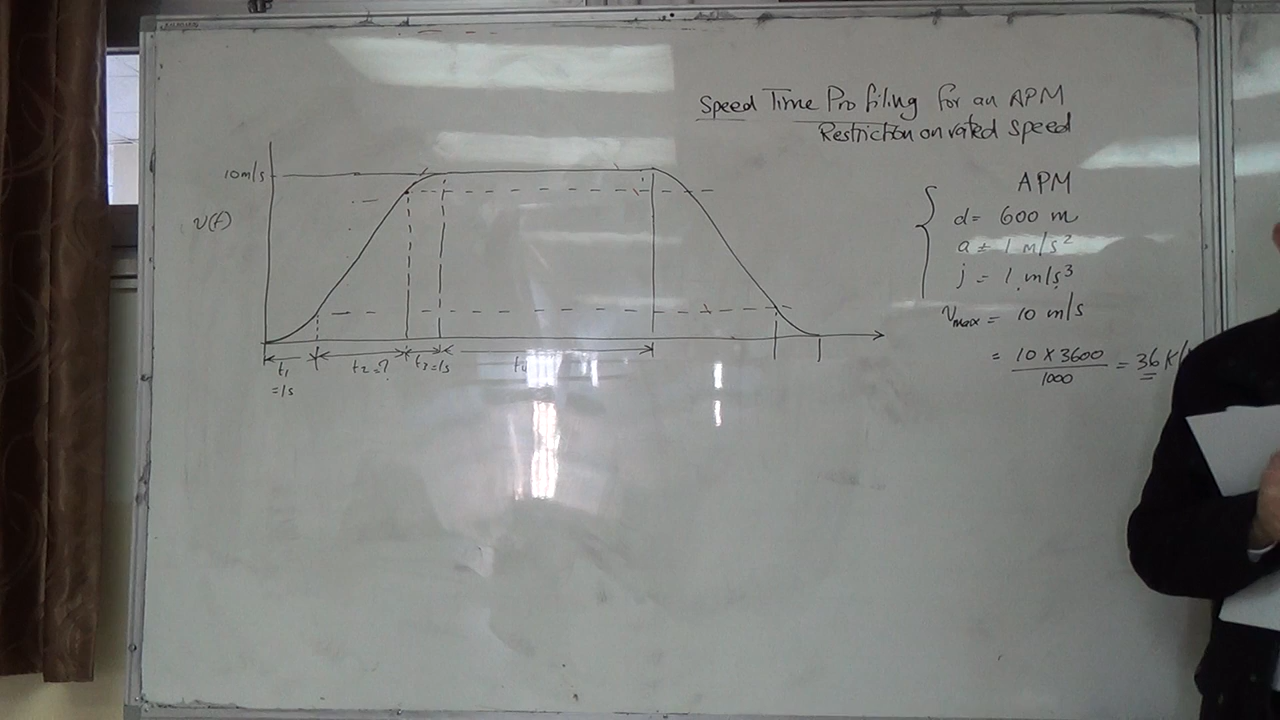 Speed Time Profiling for an APM
Restriction on rated speed
10m/s
v(t)
APM
d = 600 m
a = 1 m/s²
j = 1 m/s³
Vmax = 10 m/s
= 10 X 3600 / 1000 = 36 K/
t₁ = 1s
t₂ = ?
t₃ = 1s
t₄